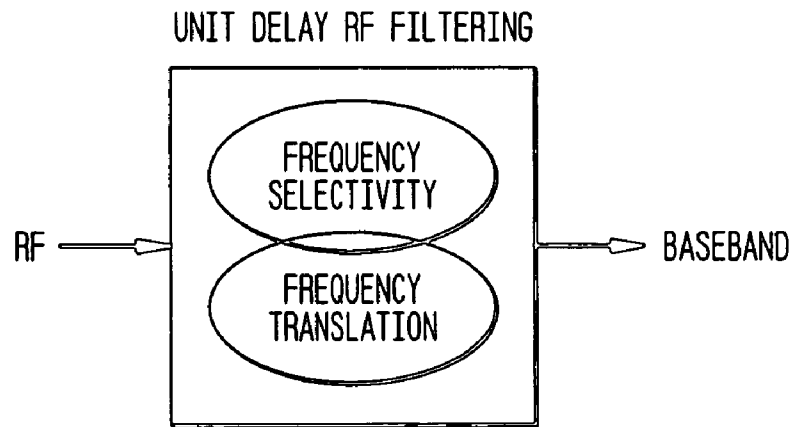 UNIT DELAY RF FILTERING
FREQUENCY
SELECTIVITY
RF
BASEBAND
FREQUENCY
TRANSLATION